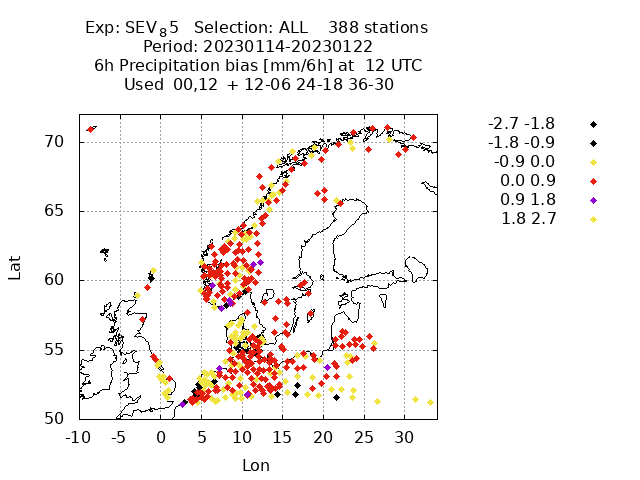 Exp: SEV8 5 Selection: ALL 388 stations
Period: 20230114-20230122
6h Precipitation bias [mm/6h] at 12 UTC
Used 00,12 + 12-06 24-18 36-30
-2.7 -1.8
-1.8 -0.9
-0.9 0.0
0.0 0.9
0.9 1.8
1.8 2.7
70
65
60
55
50
Lat
-10 -5 0 5 10 15 20 25 30
Lon